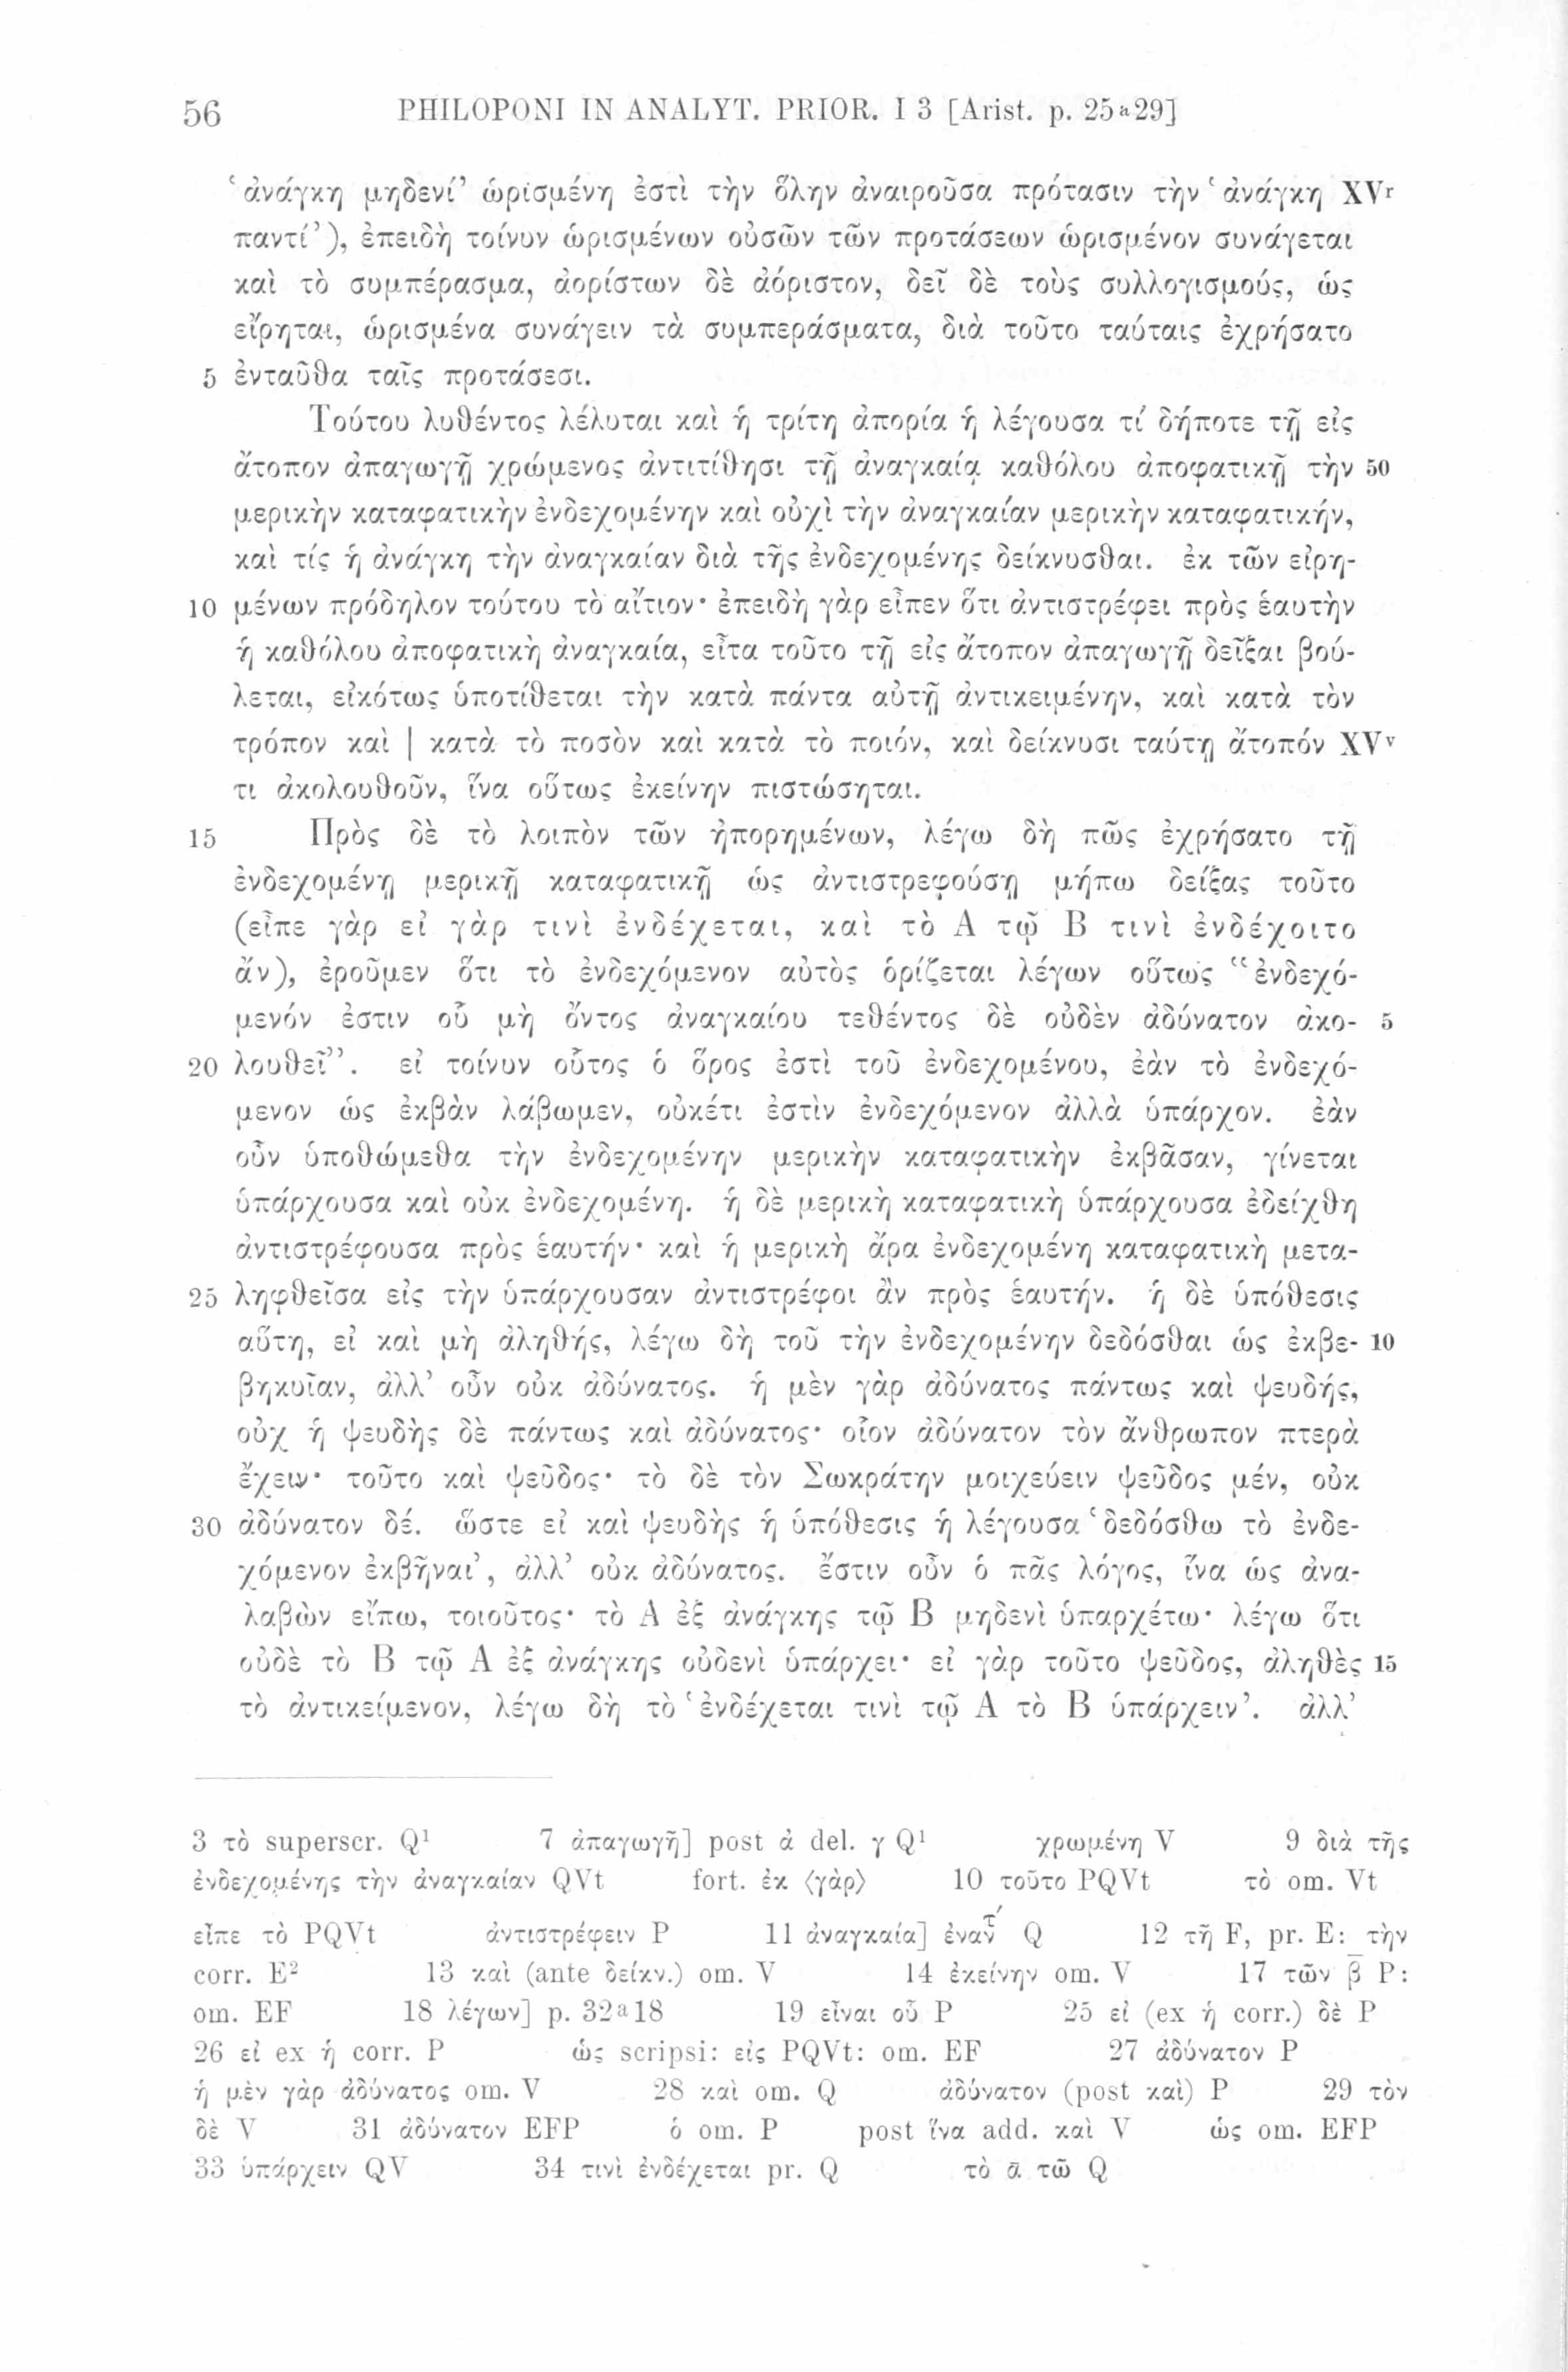 56 PHILOPONI IN ANALYT. PRIOR. I 3 [Arist. p. 25a29]
‘ἀνάγκη μηδενί’ ὡρισμένη ἐστὶ τὴν ὅλην ἀναιροῦσα πρότασιν τὴν ‘ἀνάγκη XVr
παντί’), ἐπειδὴ τοίνυν ὡρισμένων οὐσῶν τῶν προτάσεων ὡρισμένον συνάγεται
καὶ τὸ συμπέρασμα, ἀορίστων δὲ ἀόριστον, δεῖ δὲ τοὺς συλλογισμούς, ὡς
εἴρηται, ὡρισμένα συνάγειν τὰ συμπεράσματα, διὰ τοῦτο ταύταις ἐχρήσατο
5 ἐνταῦθα ταῖς προτάσεσι.
Τούτου λυθέντος λέλυται καὶ ἡ τρίτη ἀπορία ἡ λέγουσα τί δήποτε τῇ εἰς
ἄτοπον ἀπαγωγῇ χρώμενος ἀντιτίθησι τῇ ἀναγκαίᾳ καθόλου ἀποφατικῇ τὴν 50
μερικὴν καταφατικὴν ἐνδεχομένην καὶ οὐχὶ τὴν ἀναγκαίαν μερικὴν καταφατικήν,
καὶ τίς ἡ ἀνάγκη τὴν ἀναγκαίαν διὰ τῆς ἐνδεχομένης δείκνυσθαι. ἐκ τῶν εἰρη-
10 μένων πρόδηλον τούτου τὸ αἴτιον· ἐπειδὴ γὰρ εἶπεν ὅτι ἀντιστρέφει πρὸς ἑαυτὴν
ἡ καθόλου ἀποφατικὴ ἀναγκαία, εἶτα τοῦτο τῇ εἰς ἄτοπον ἀπαγωγῇ δεῖξαι βού-
λεται, εἰκότως ὑποτίθεται τὴν κατὰ πάντα αὐτῇ ἀντικειμένην, καὶ κατὰ τὸν
τρόπον καὶ | κατὰ τὸ ποσὸν καὶ κατὰ τὸ ποιόν, καὶ δείκνυσι ταύτῃ ἄτοπόν XVv
τι ἀκολουθοῦν, ἵνα οὕτως ἐκείνην πιστώσηται.
15 Πρὸς δὲ τὸ λοιπὸν τῶν ἠπορημένων, λέγω δὴ πῶς ἐχρήσατο τῇ
ἐνδεχομένῃ μερικῇ καταφατικῇ ὡς ἀντιστρεφούσῃ μήπω δείξας τοῦτο
(εἶπε γὰρ εἰ γὰρ τινὶ ἐνδέχεται, καὶ τὸ Α τῷ Β τινὶ ἐνδέχοιτο
ἄν), ἐροῦμεν ὅτι τὸ ἐνδεχόμενον αὐτὸς ὁρίζεται λέγων οὕτως “ἐνδεχό-
μενόν ἐστιν οὗ μὴ ὄντος ἀναγκαίου τεθέντος δὲ οὐδὲν ἀδύνατον ἀκο- 5
20 λουθεῖ”. εἰ τοίνυν οὗτος ὁ ὅρος ἐστὶ τοῦ ἐνδεχομένου, ἐὰν τὸ ἐνδεχό-
μενον ὡς ἐκβὰν λάβωμεν, οὐκέτι ἐστὶν ἐνδεχόμενον ἀλλὰ ὑπάρχον. ἐὰν
οὖν ὑποθώμεθα τὴν ἐνδεχομένην μερικὴν καταφατικὴν ἐκβᾶσαν, γίνεται
ὑπάρχουσα καὶ οὐκ ἐνδεχομένη. ἡ δὲ μερικὴ καταφατικὴ ὑπάρχουσα ἐδείχθη
ἀντιστρέφουσα πρὸς ἑαυτήν· καὶ ἡ μερικὴ ἄρα ἐνδεχομένη καταφατικὴ μετα-
25 ληφθεῖσα εἰς τὴν ὑπάρχουσαν ἀντιστρέφοι ἂν πρὸς ἑαυτήν. ἡ δὲ ὑπόθεσις
αὕτη, εἰ καὶ μὴ ἀληθής, λέγω δὴ τοῦ τὴν ἐνδεχομένην δεδόσθαι ὡς ἐκβε- 10
βηκυῖαν, ἀλλ’ οὖν οὐκ ἀδύνατος. ἡ μὲν γὰρ ἀδύνατος πάντως καὶ ψευδής,
οὐχ ἡ ψευδὴς δὲ πάντως καὶ ἀδύνατος· οἷον ἀδύνατον τὸν ἄνθρωπον πτερὰ
ἔχειν· τοῦτο καὶ ψεῦδος· τὸ δὲ τὸν Σωκράτην μοιχεύειν ψεῦδος μέν, οὐκ
30 ἀδύνατον δέ. ὥστε εἰ καὶ ψευδὴς ἡ ὑπόθεσις ἡ λέγουσα ‘δεδόσθω τὸ ἐνδε-
χόμενον ἐκβῆναι’, ἀλλ’ οὐκ ἀδύνατος. ἔστιν οὖν ὁ πᾶς λόγος, ἵνα ὡς ἀνα-
λαβὼν εἴπω, τοιοῦτος· τὸ Α ἐξ ἀνάγκης τῷ Β μηδενὶ ὑπαρχέτω· λέγω ὅτι
οὐδὲ τὸ Β τῷ Α ἐξ ἀνάγκης οὐδενὶ ὑπάρχει· εἰ γὰρ τοῦτο ψεῦδος, ἀληθὲς 15
τὸ ἀντικείμενον, λέγω δὴ τὸ ‘ἐνδέχεται τινὶ τῷ Α τὸ Β ὑπάρχειν’. ἀλλ’
3 τὸ superscr. Q¹ 7 ἀπαγωγῇ] post ἀ del. γ Q¹ χρωμένη V 9 διὰ τῆς
ἐνδεχομένης τὴν ἀναγκαίαν QVt fort. ἐκ ⟨γὰρ⟩ 10 τοῦτο PQVt τὸ om. Vt
εἶπε τὸ PQVt ἀντιστρέφειν P 11 ἀναγκαία] Q 12 τῇ F, pr. E: τὴν
corr. E² 13 καὶ (ante δείκν.) om. V 14 ἐκείνην om. V 17 τῶν β̄ P:
om. EF 18 λέγων] p. 32a18 19 εἶναι οὗ P 25 εἰ (ex ἡ corr.) δὲ P
26 εἰ ex ἡ corr. P ὡς scripsi: εἰς PQVt: om. EF 27 ἀδύνατον P
ἡ μὲν γὰρ ἀδύνατος om. V 28 καὶ om. Q ἀδύνατον (post καὶ) P 29 τὸν
δὲ V 31 ἀδύνατον EFP ὁ om. P post ἵνα add. καὶ V ὡς om. EFP
33 ὑπάρχειν QV 34 τινὶ ἐνδέχεται pr. Q τὸ ᾱ τῶ Q